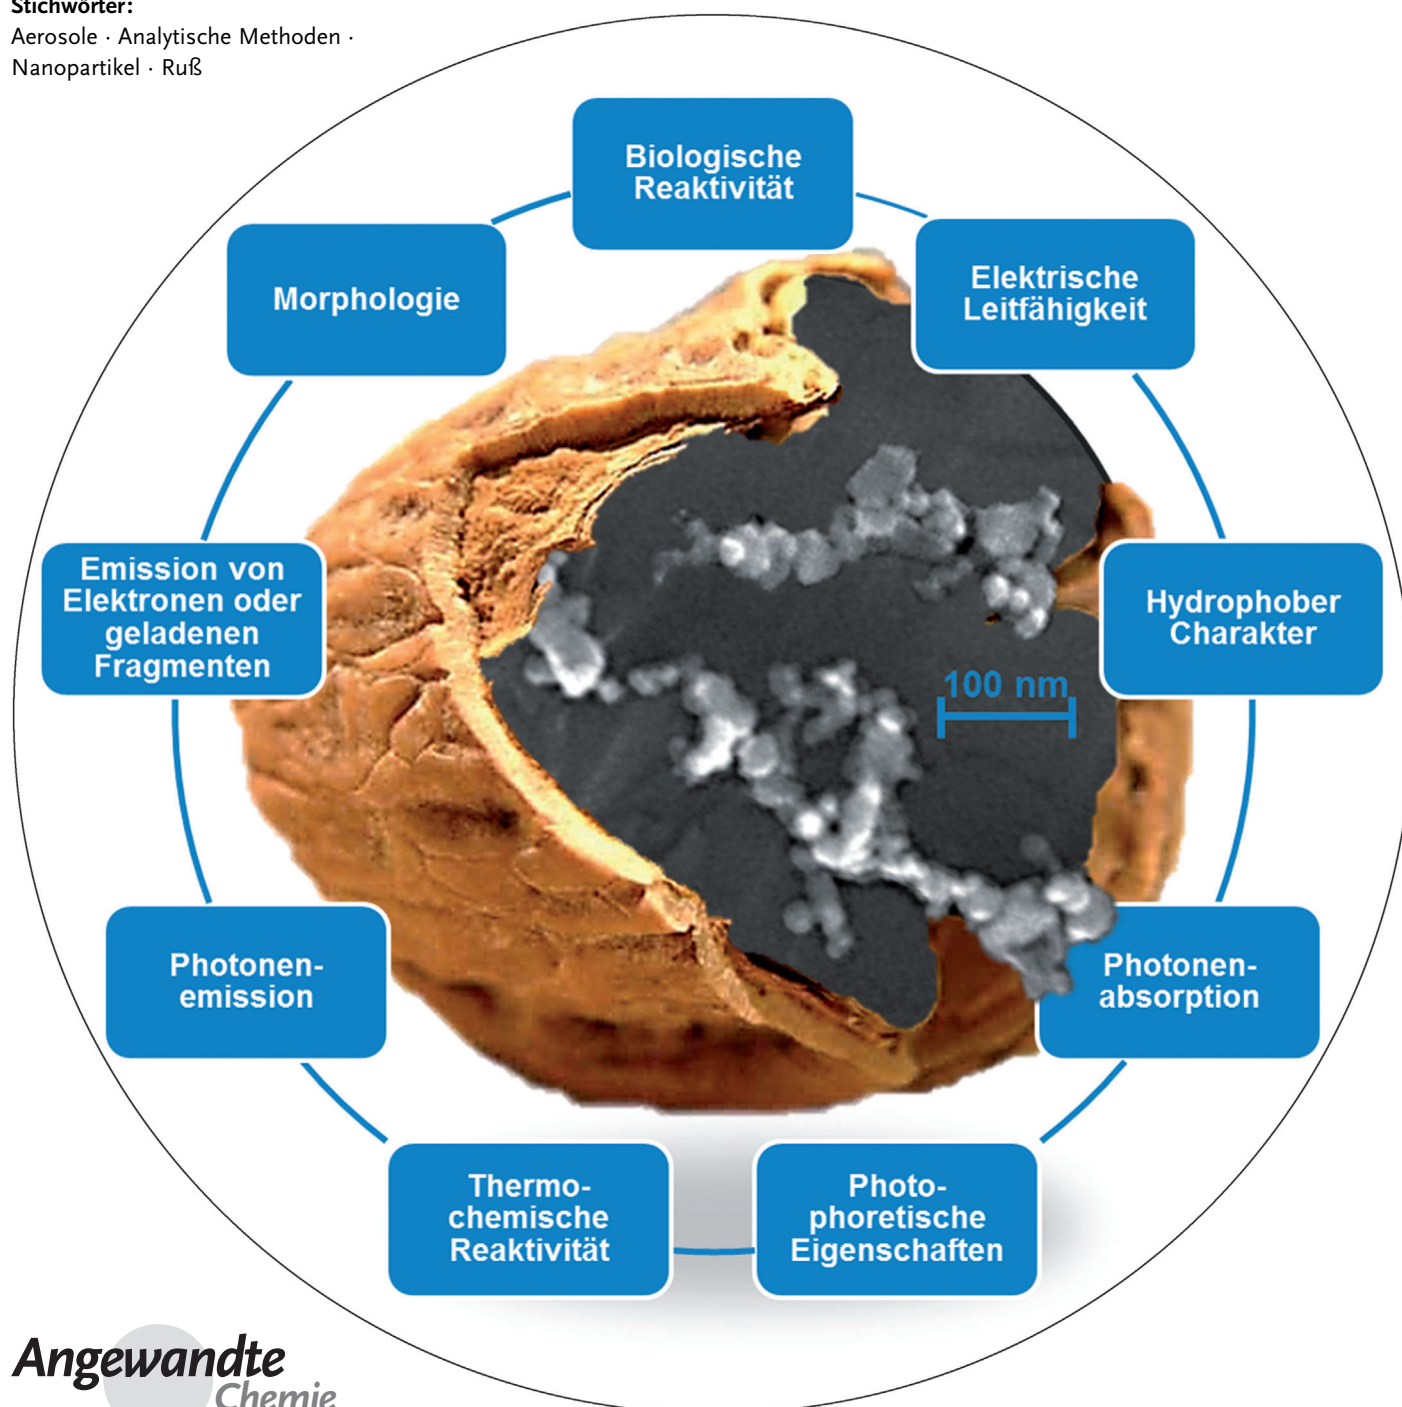 Stichwörter:
Aerosole · Analytische Methoden ·
Nanopartikel · Ruß
Biologische
Reaktivität
Elektrische
Leitfähigkeit
Morphologie
Emission von
Elektronen oder
geladenen
Fragmenten
Hydrophober
Charakter
100 nm
Photonen-
emission
Photonen-
absorption
Thermo-
chemische
Reaktivität
Photo-
phoretische
Eigenschaften
Angewandte
Chemie